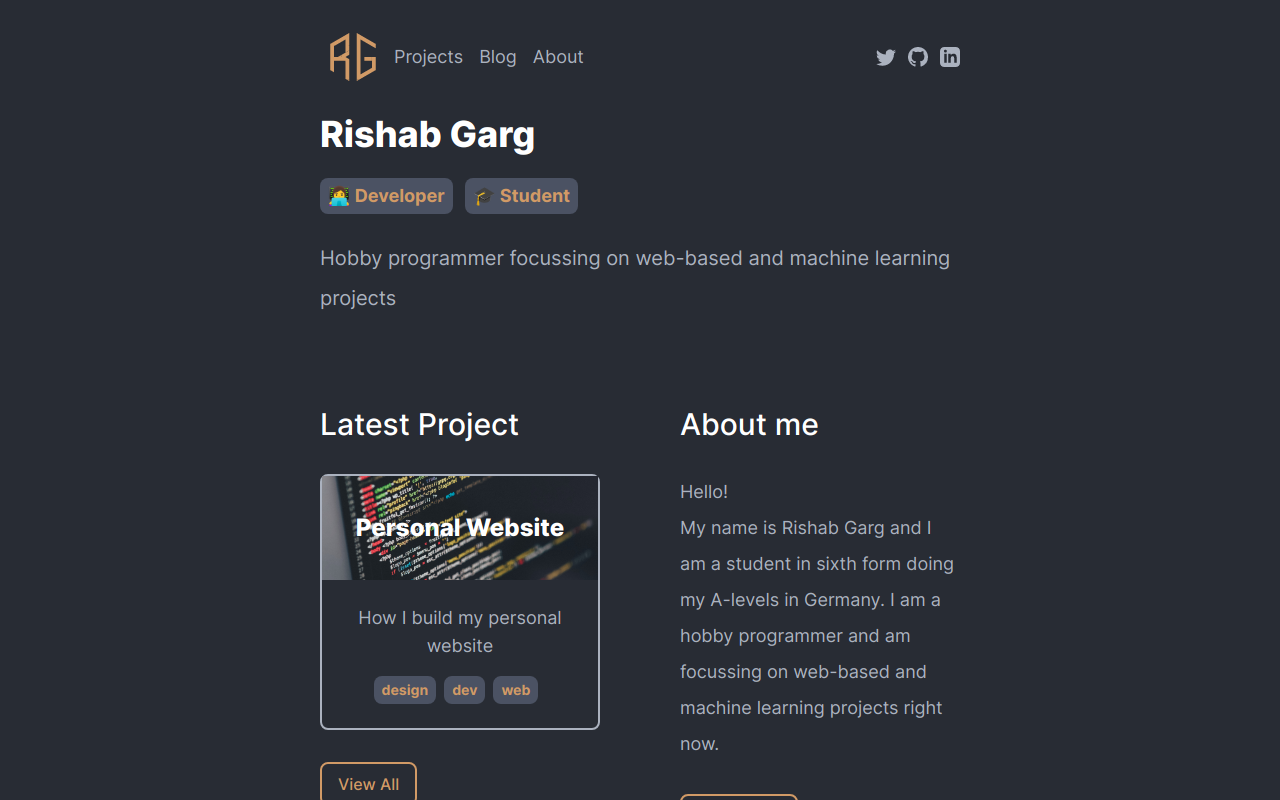 RG Projects Blog About
Rishab Garg
Developer Student
Hobby programmer focussing on web-based and machine learning
projects
Latest Project
Personal Website
How I build my personal
website
design dev web
View All
About me
Hello!
My name is Rishab Garg and I
am a student in sixth form doing
my A-levels in Germany. I am a
hobby programmer and am
focussing on web-based and
machine learning projects right
now.